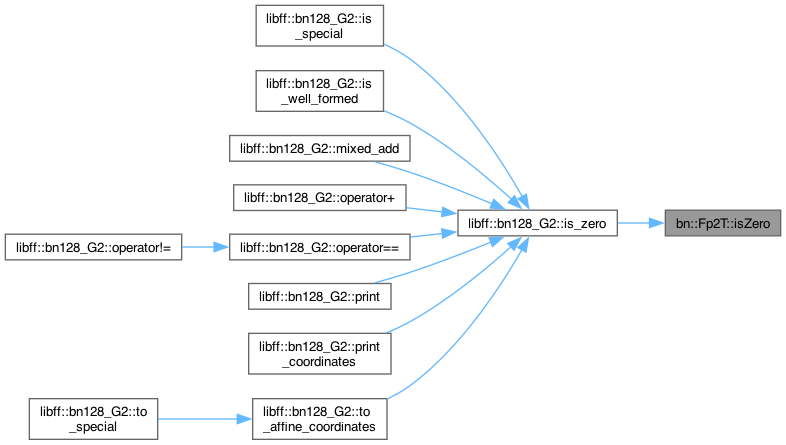 libff::bn128_G2::is
_special
libff::bn128_G2::is
_well_formed
libff::bn128_G2::mixed_add
libff::bn128_G2::operator+
libff::bn128_G2::is_zero
bn::Fp2T::isZero
libff::bn128_G2::operator!=
libff::bn128_G2::operator==
libff::bn128_G2::print
libff::bn128_G2::print
_coordinates
libff::bn128_G2::to
_special
libff::bn128_G2::to
_affine_coordinates